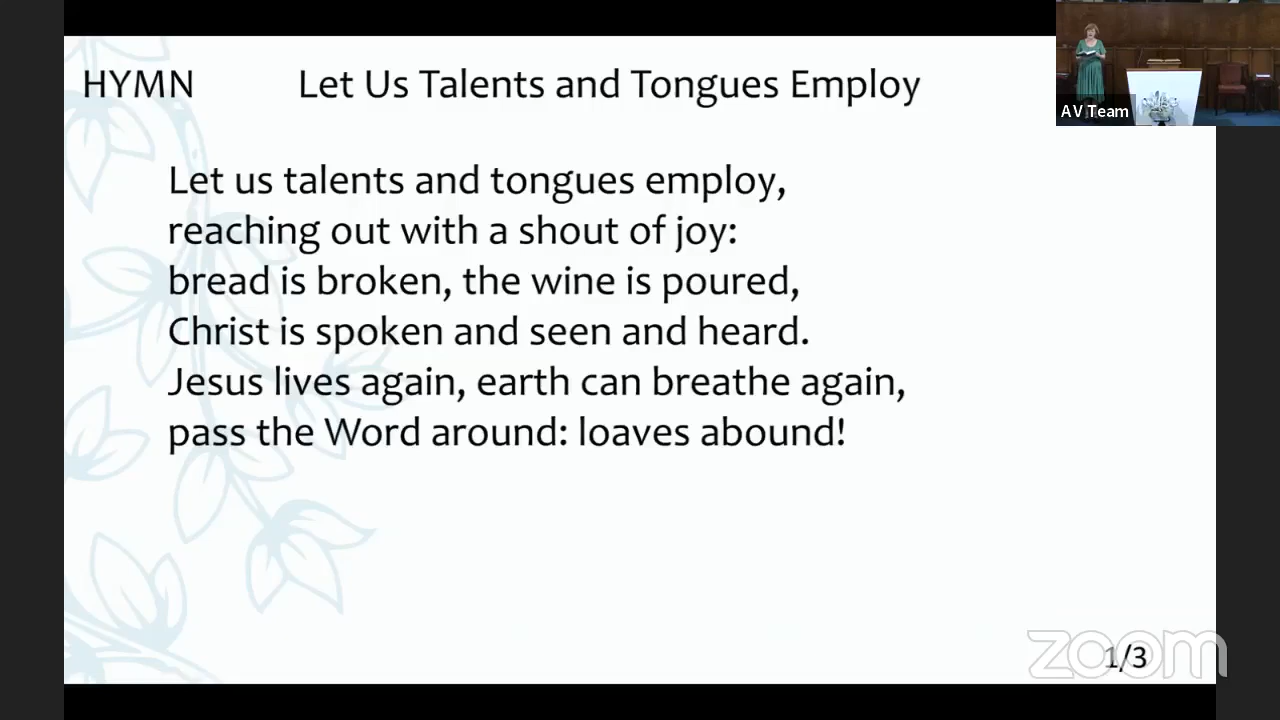 HYMN Let Us Talents and Tongues Employ
AV Team
Let us talents and tongues employ,
reaching out with a shout of joy:
bread is broken, the wine is poured,
Christ is spoken and seen and heard.
Jesus lives again, earth can breathe again,
pass the Word around: loaves abound!
zoom
1/3